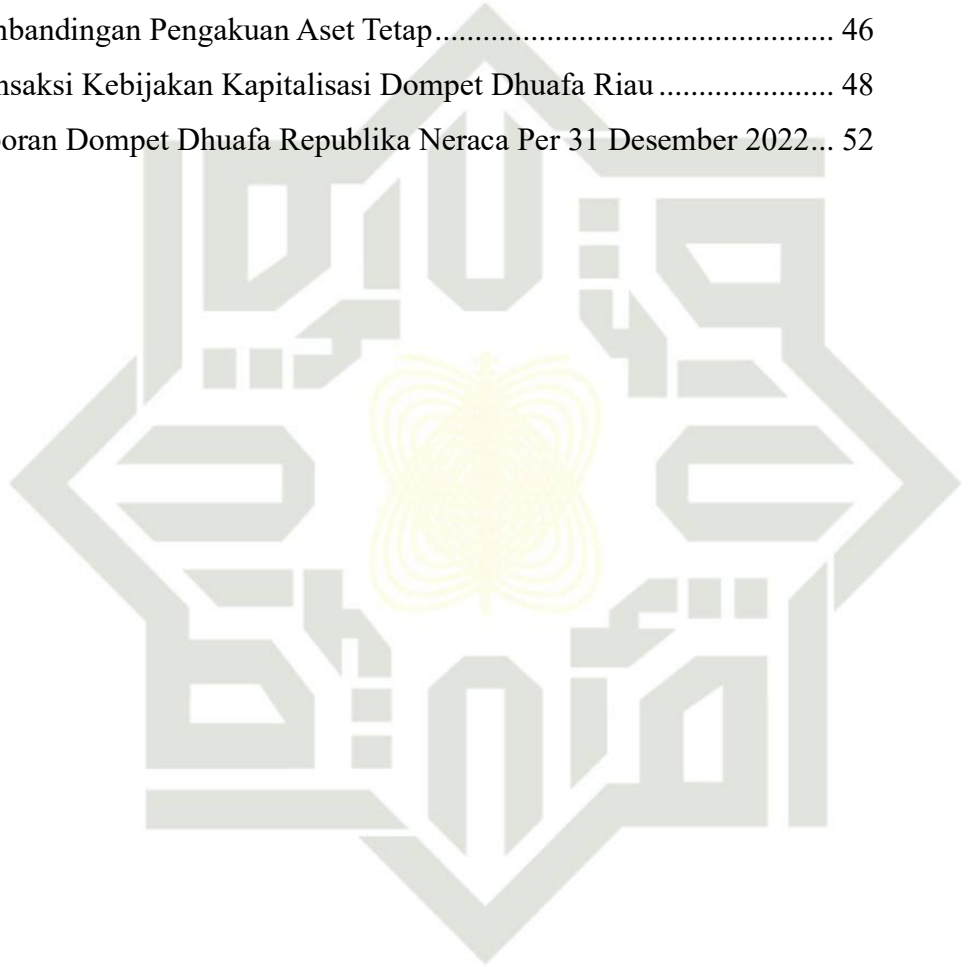 nbandingan Pengakuan Aset Tetap.................................................. 46
nsaksi Kebijakan Kapitalisasi Dompet Dhuafa Riau...................... 48
oran Dompet Dhuafa Republika Neraca Per 31 Desember 2022... 52